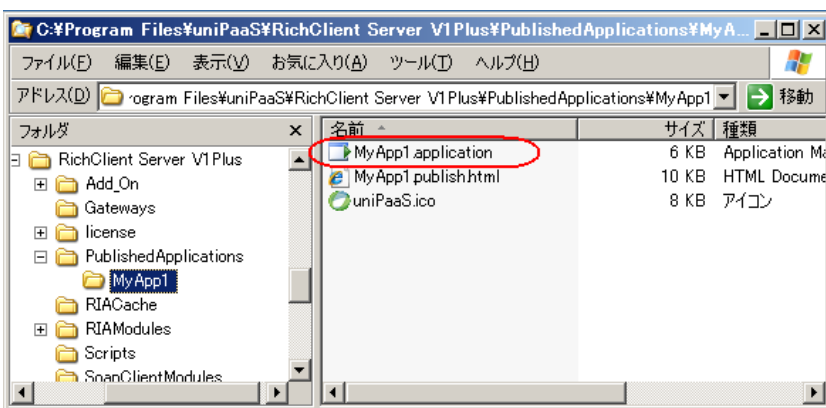 C:¥Program Files¥uniPaaS¥RichClient Server V1Plus¥PublishedApplications¥MyA...
ファイル(F) 編集(E) 表示(V) お気に入り(A) ツール(T) ヘルプ(H)
アドレス(D) rogram Files¥uniPaaS¥RichClient Server V1Plus¥PublishedApplications¥MyApp1 移動
フォルダ
名前 サイズ 種類
RichClient Server V1Plus
Add_On
Gateways
license
PublishedApplications
MyApp1
RIACache
RIAModules
Scripts
SoapClientModules
MyApp1.application 6 KB Application Ma
MyApp1.publish.html 10 KB HTML Docume
uniPaaS.ico 8 KB アイコン